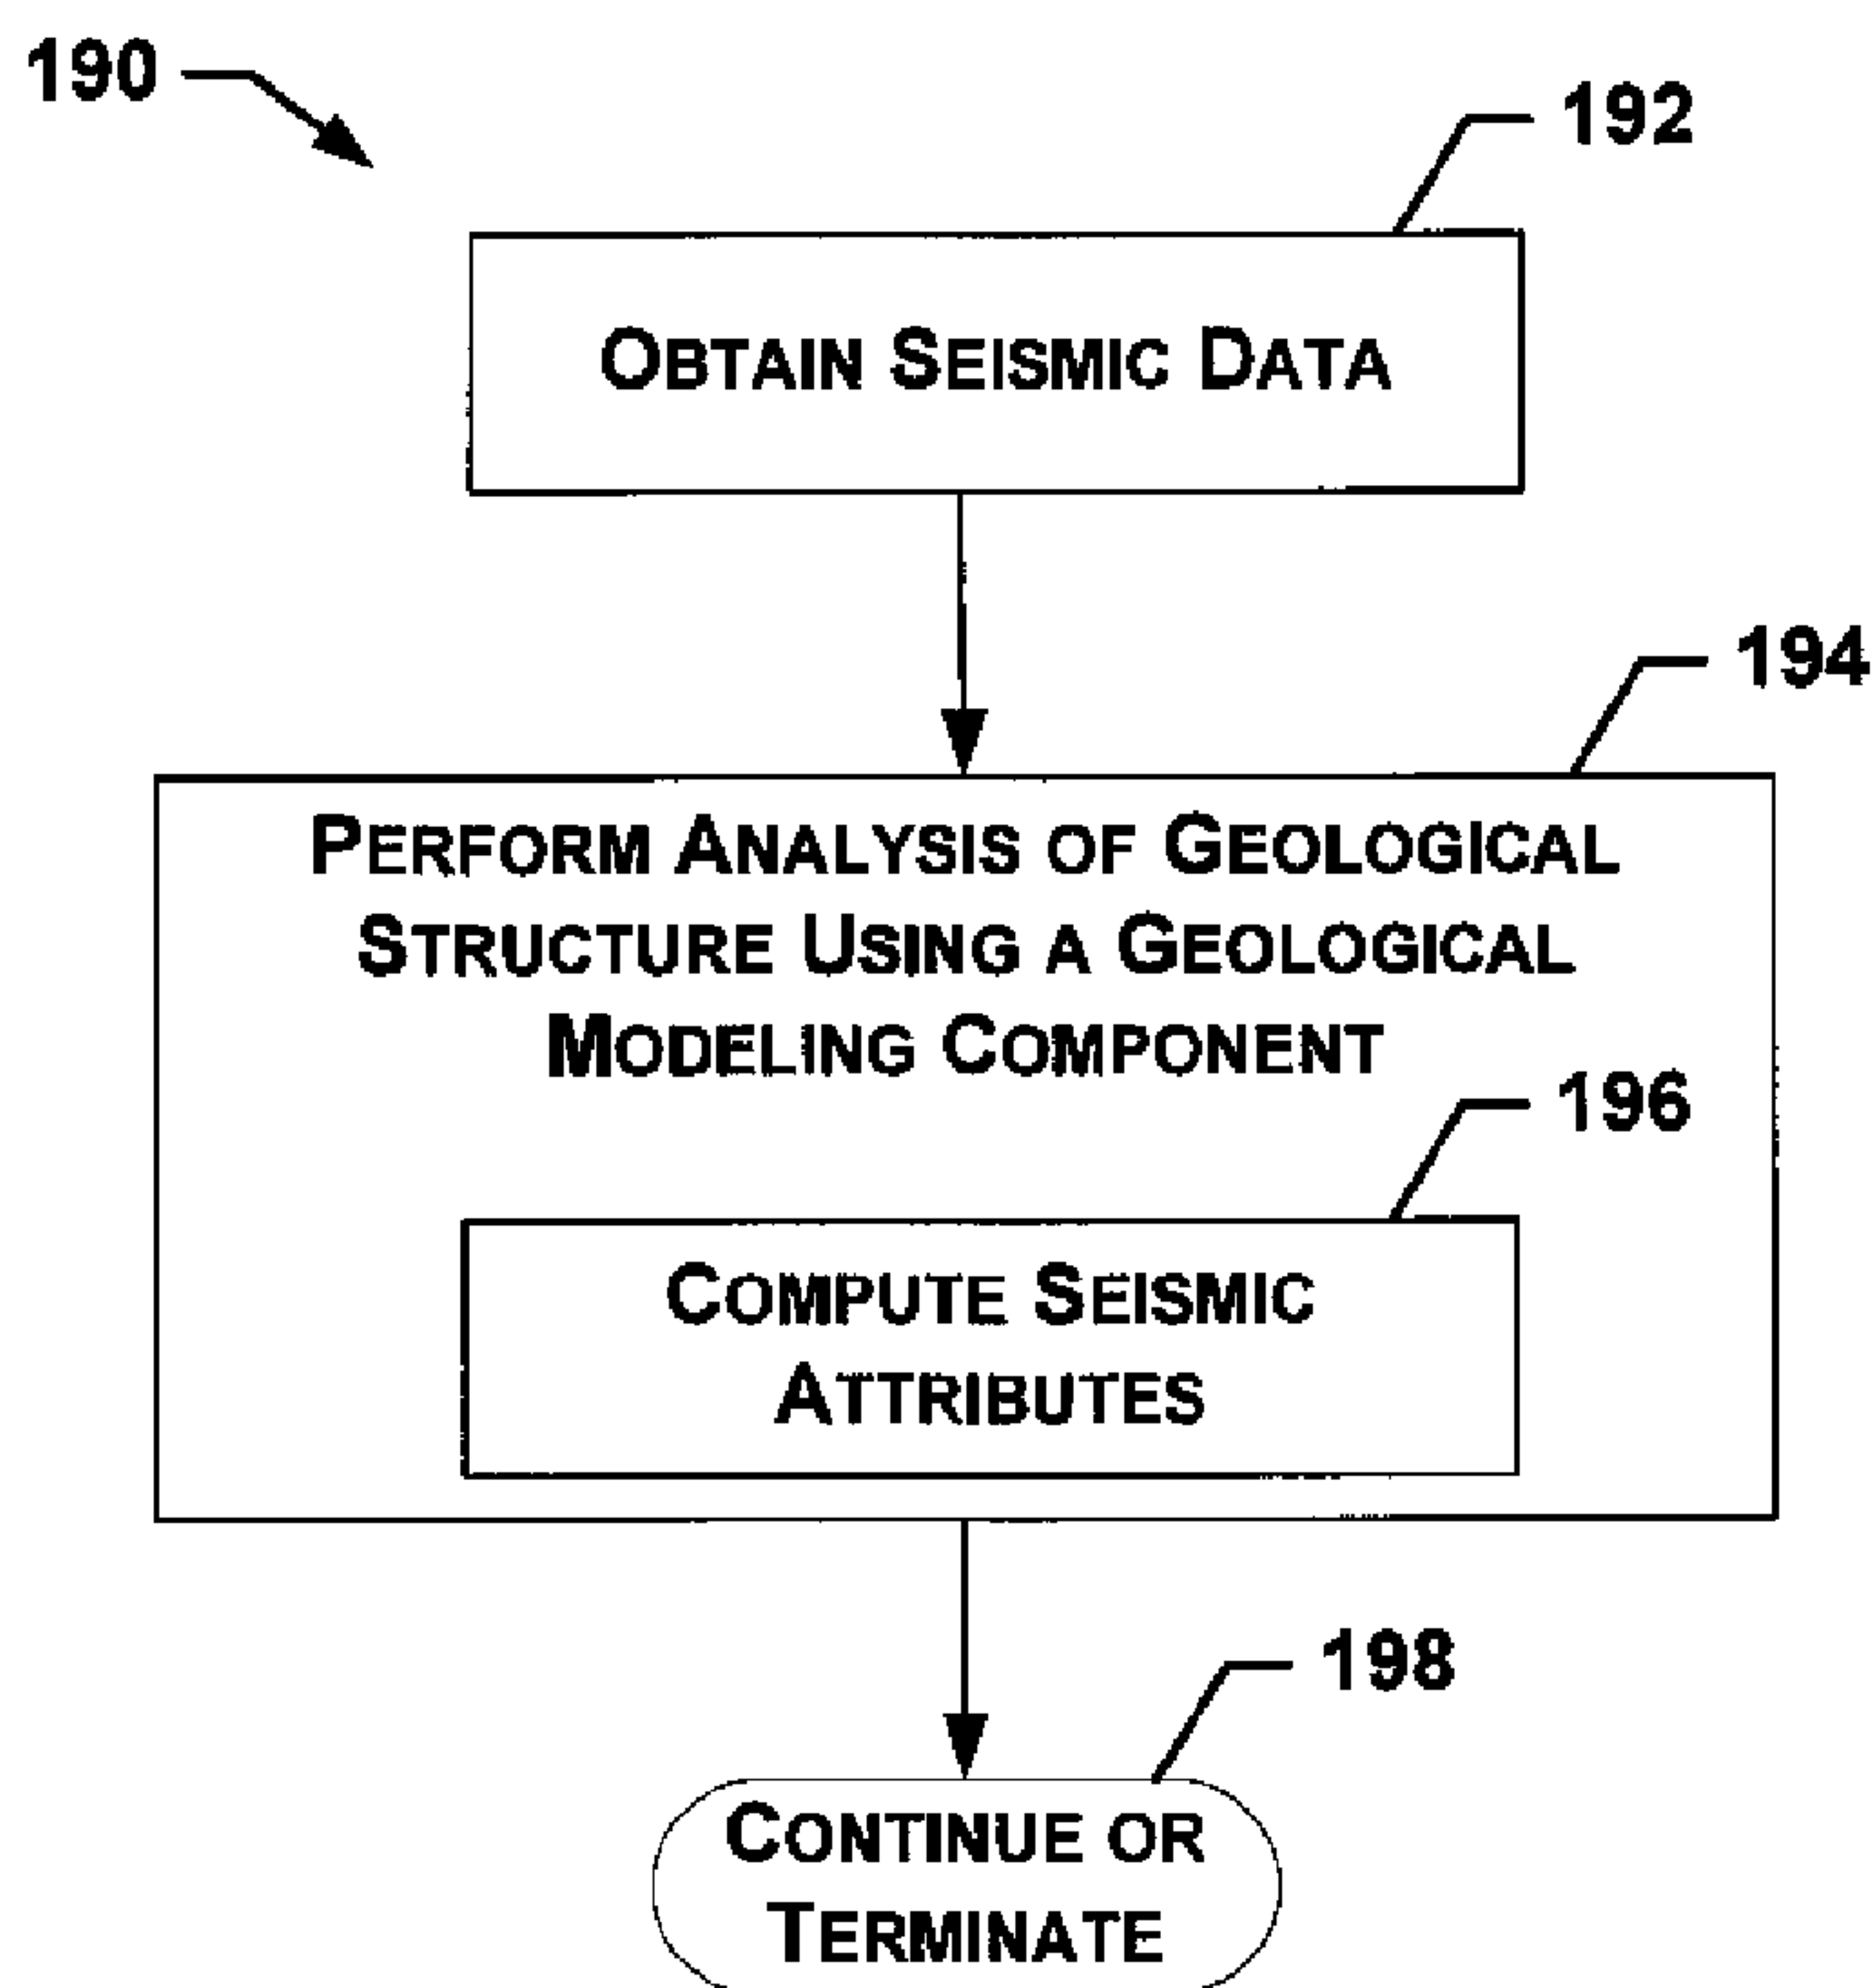 190
192
OBTAIN SEISMIC DATA
194
PERFORM ANALYSIS OF GEOLOGICAL
STRUCTURE USING A GEOLOGICAL
MODELING COMPONENT
196
COMPUTE SEISMIC
ATTRIBUTES
198
CONTINUE OR
TERMINATE